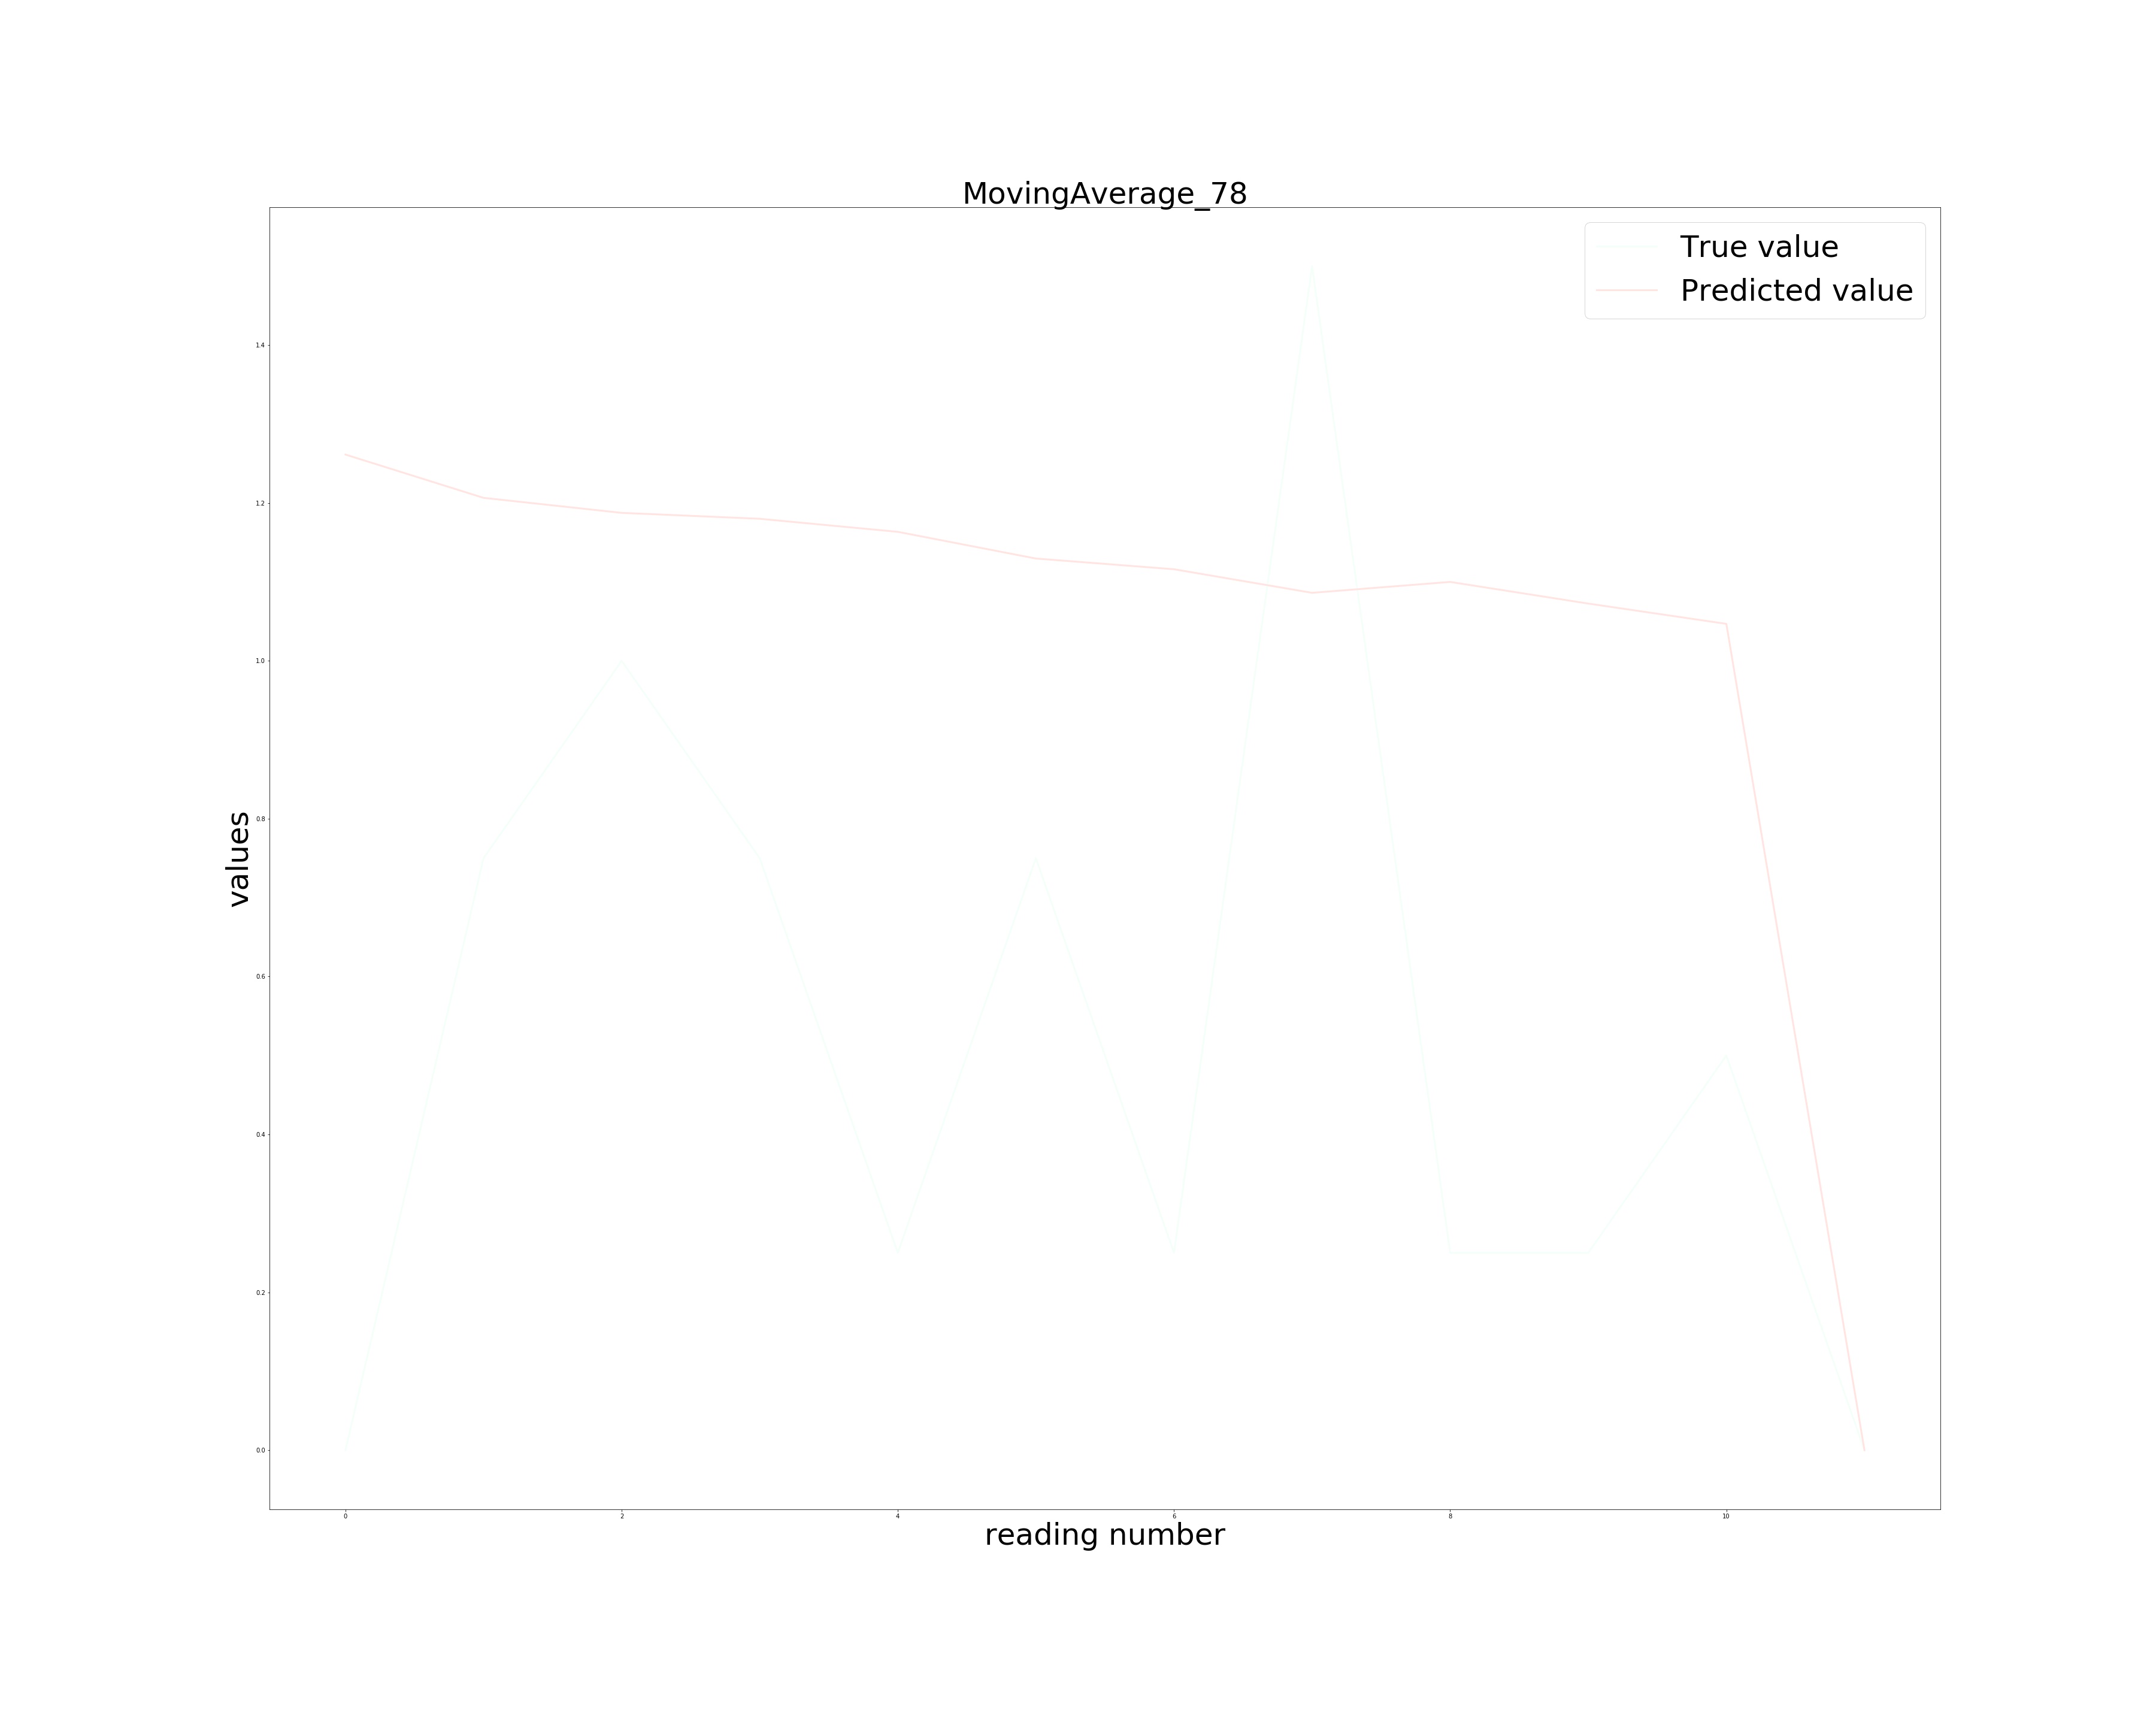 MovingAverage_78
True value
Predicted value
1.4
1.2
1.0
0.8
0.6
0.4
0.2
0.0
values
0 2 4 6 8 10
reading number